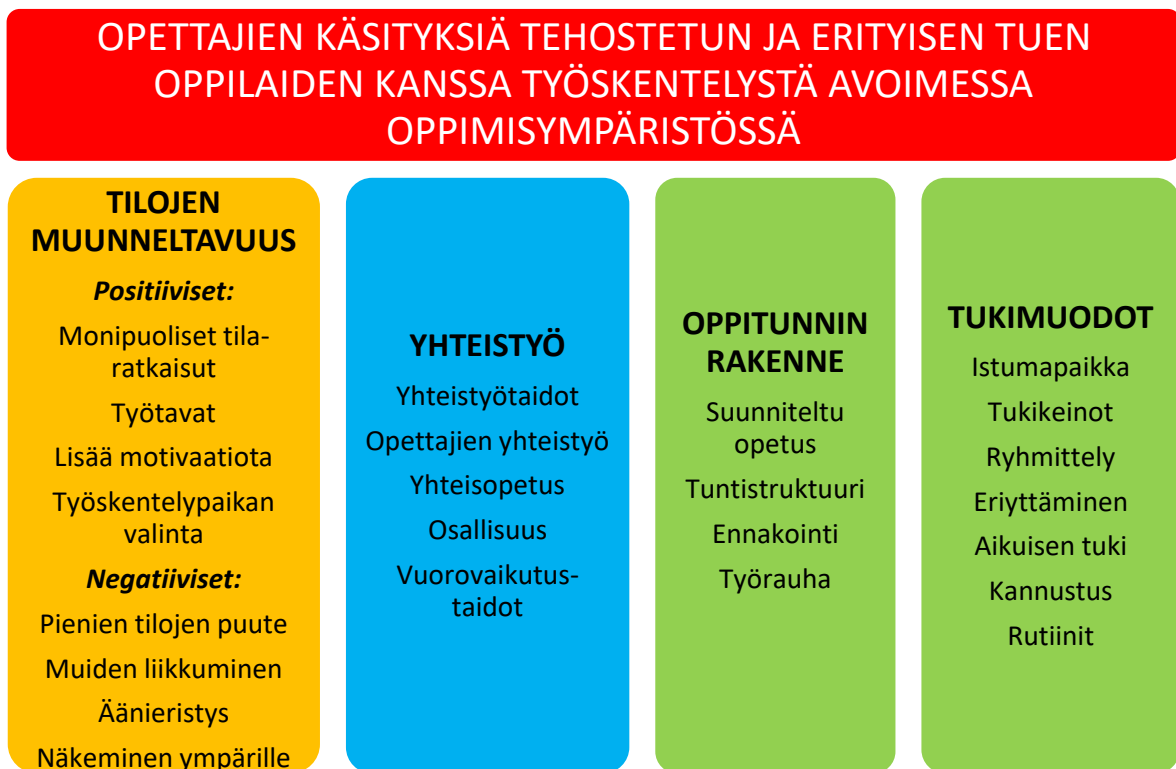 OPETTAJIEN KÄSITYKSIÄ TEHOSTETUN JA ERITYISEN TUEN
OPPILAIDEN KANSSA TYÖSKENTELYSTÄ AVOIMESSA
OPPIMISYMPÄRISTÖSSÄ
TILOJEN
MUUNNELTAVUUS
Positiiviset:
Monipuoliset tila-
ratkaisut
Työtavat
Lisää motivaatiota
Työskentelypaikan
valinta
Negatiiviset:
Pienien tilojen puute
Muiden liikkuminen
Äänieristys
Näkeminen ympärille
YHTEISTYÖ
Yhteistyötaidot
Opettajien yhteistyö
Yhteisopetus
Osallisuus
Vuorovaikutus-
taidot
OPPITUNNIN
RAKENNE
Suunniteltu
opetus
Tuntistruktuuri
Ennakointi
Työrauha
TUKIMUODOT
Istumapaikka
Tukikeinot
Ryhmittely
Eriyttäminen
Aikuisen tuki
Kannustus
Rutiinit